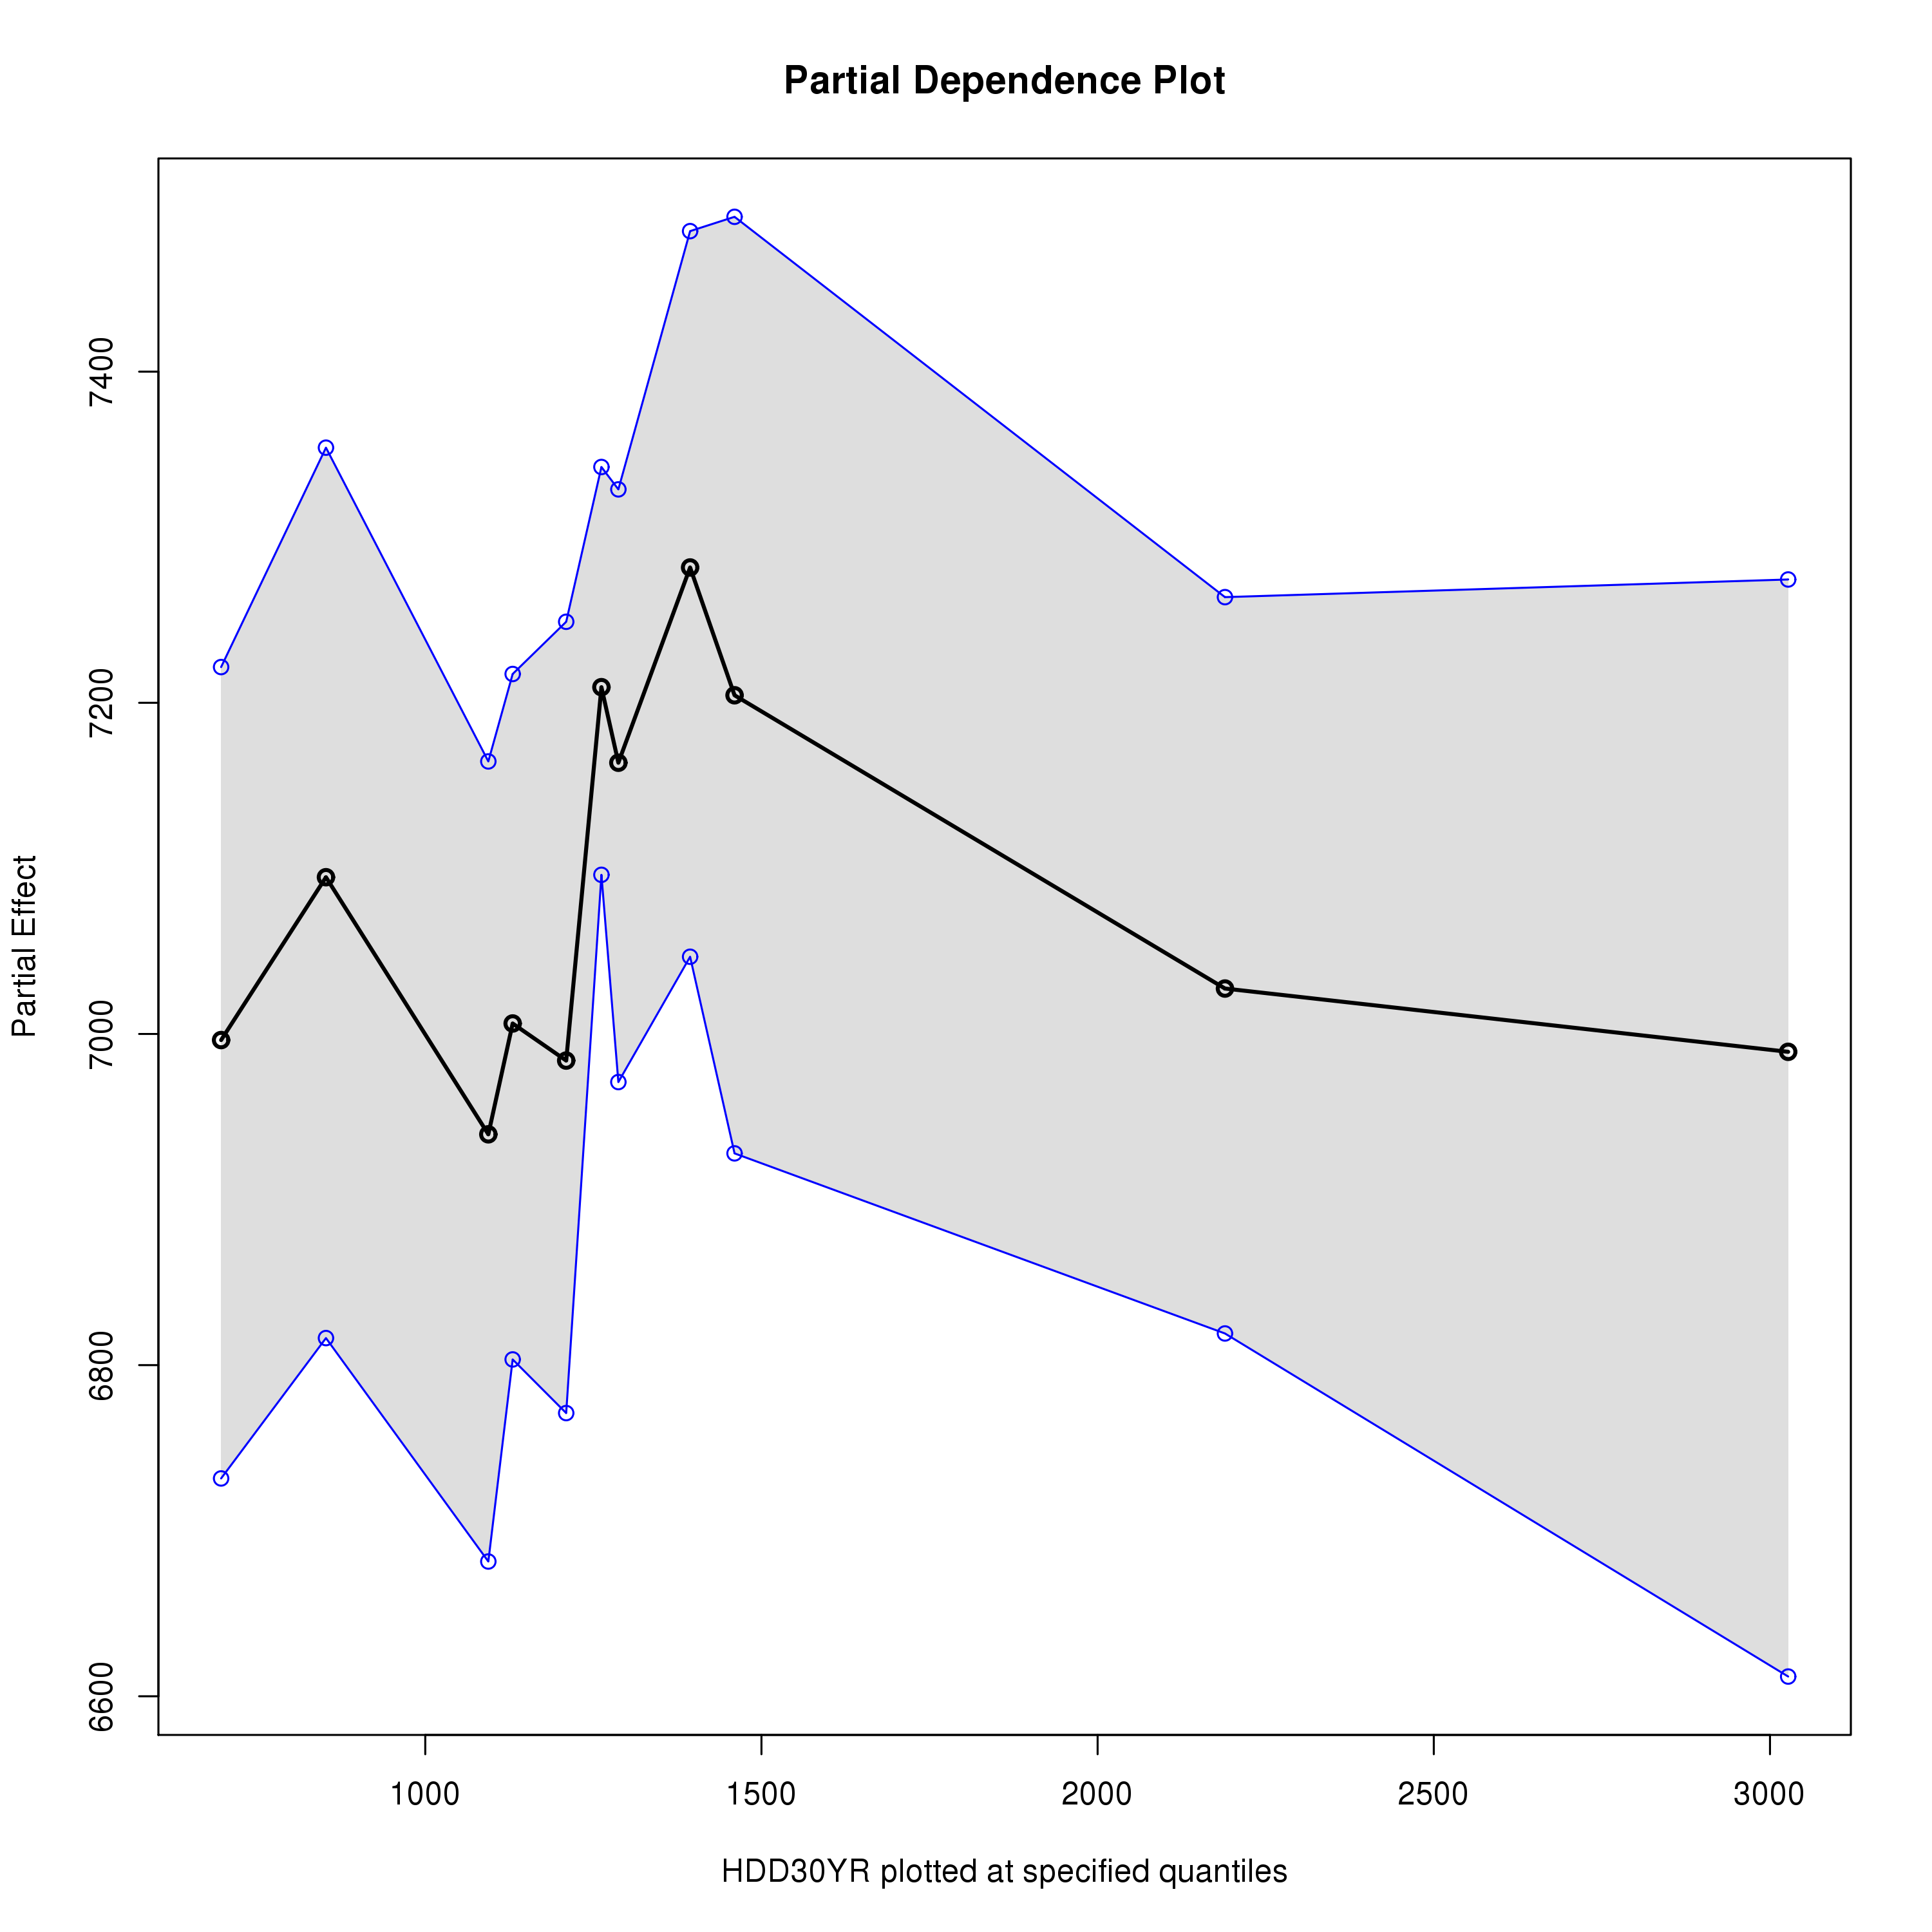 Partial Dependence Plot
Partial Effect
7400
7200
7000
6800
6600
1000 1500 2000 2500 3000
HDD30YR plotted at specified quantiles